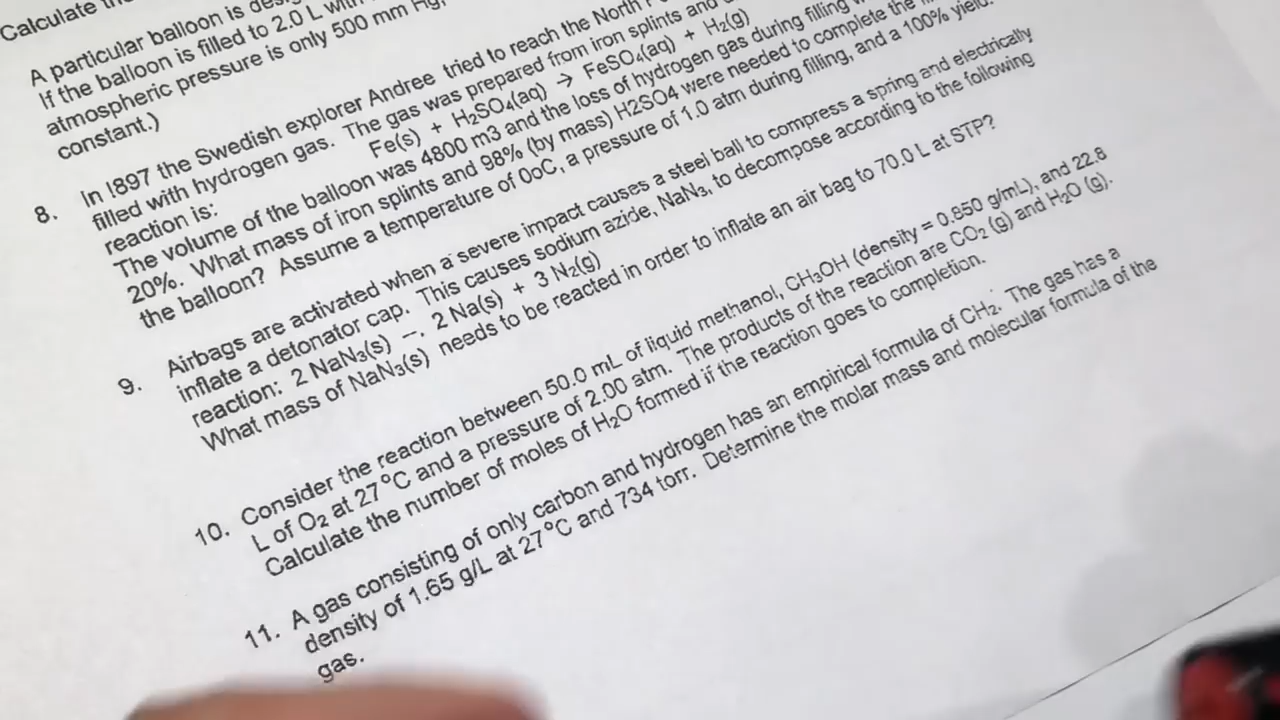 Calculate
A particular balloon is
If the balloon is filled to 2.0 L
atmospheric pressure is only 500 mm Hg,
constant.)
8. In 1897 the Swedish explorer Andree tried to reach the North
filled with hydrogen gas. The gas was prepared from iron splints and
reaction is: Fe(s) + H₂SO₄(aq) → FeSO₄(aq) + H₂(g)
The volume of the balloon was 4800 m3 and the loss of hydrogen gas during filling
20%. What mass of iron splints and 98% (by mass) H2SO4 were needed to complete the
the balloon? Assume a temperature of 0oC, a pressure of 1.0 atm during filling, and a 100% yield.
9. Airbags are activated when a severe impact causes a steel ball to compress a spring and electrically
inflate a detonator cap. This causes sodium azide, NaN₃, to decompose according to the following
reaction: 2 NaN₃(s) –. 2 Na(s) + 3 N₂(g)
What mass of NaN₃(s) needs to be reacted in order to inflate an air bag to 70.0 L at STP?
10. Consider the reaction between 50.0 mL of liquid methanol, CH₃OH (density = 0.850 g/mL), and 22.8
L of O₂ at 27 °C and a pressure of 2.00 atm. The products of the reaction are CO₂ (g) and H₂O (g).
Calculate the number of moles of H₂O formed if the reaction goes to completion.
11. A gas consisting of only carbon and hydrogen has an empirical formula of CH₂. The gas has a
density of 1.65 g/L at 27 °C and 734 torr. Determine the molar mass and molecular formula of the
gas.